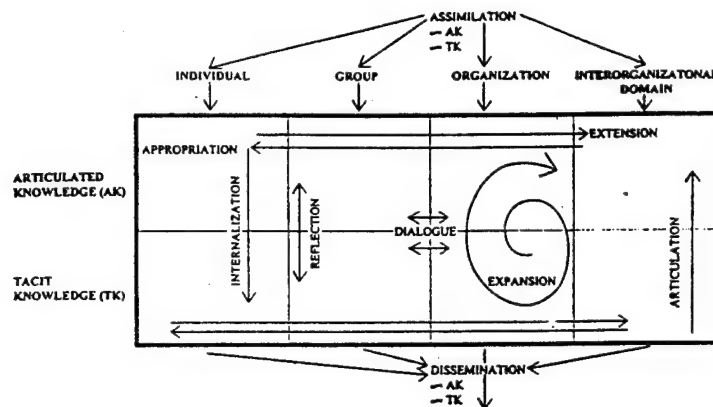 ASSIMILATION
– AK
– TK
INDIVIDUAL
GROUP
ORGANIZATION
INTERORGANIZATONAL
DOMAIN
EXTENSION
APPROPRIATION
ARTICULATED
KNOWLEDGE (AK)
INTERNALIZATION
REFLECTION
DIALOGUE
EXPANSION
ARTICULATION
TACIT
KNOWLEDGE (TK)
DISSEMINATION
– AK
– TK